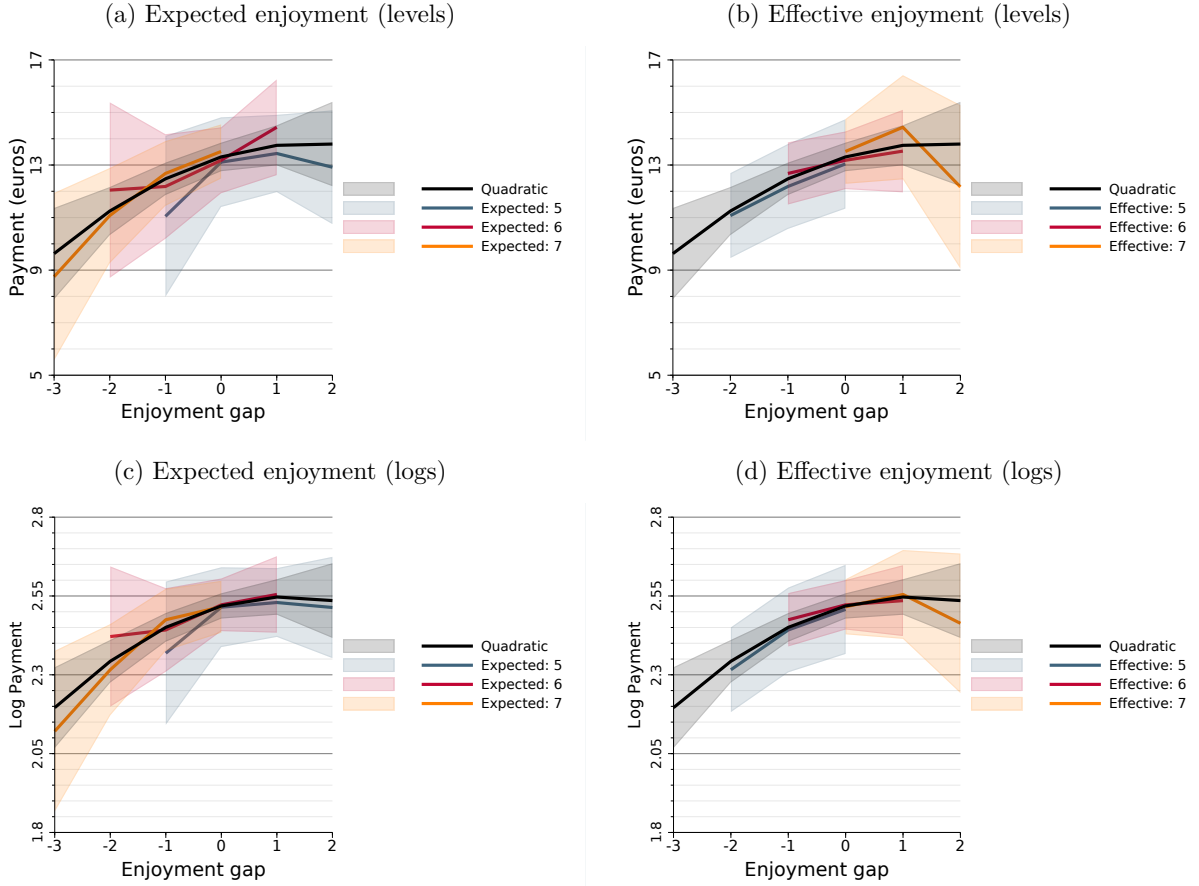 (a) Expected enjoyment (levels)
17
13
9
5
Payment (euros)
-3 -2 -1 0 1 2
Enjoyment gap
Quadratic
Expected: 5
Expected: 6
Expected: 7
(b) Effective enjoyment (levels)
17
13
9
5
Payment (euros)
-3 -2 -1 0 1 2
Enjoyment gap
Quadratic
Effective: 5
Effective: 6
Effective: 7
(c) Expected enjoyment (logs)
2.8
2.55
2.3
2.05
1.8
Log Payment
-3 -2 -1 0 1 2
Enjoyment gap
Quadratic
Expected: 5
Expected: 6
Expected: 7
(d) Effective enjoyment (logs)
2.8
2.55
2.3
2.05
1.8
Log Payment
-3 -2 -1 0 1 2
Enjoyment gap
Quadratic
Effective: 5
Effective: 6
Effective: 7